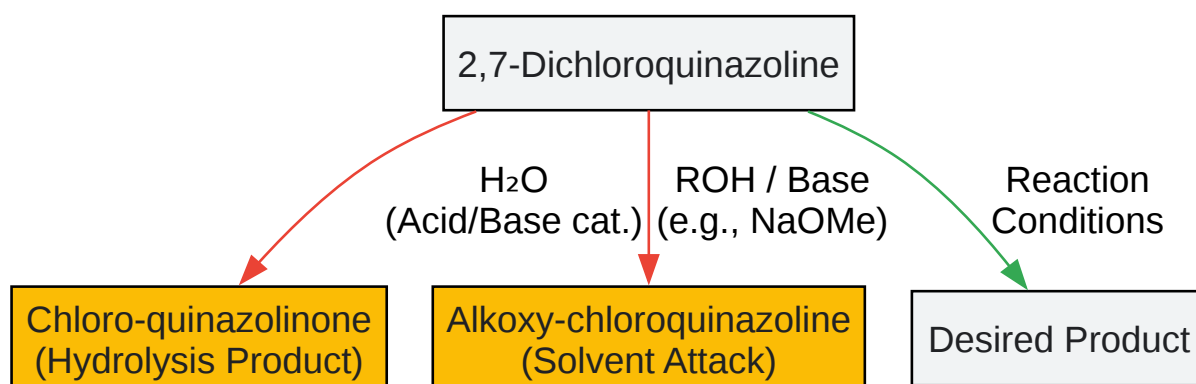 2,7-Dichloroquinazoline
H₂O
(Acid/Base cat.)
ROH / Base
(e.g., NaOMe)
Reaction
Conditions
Chloro-quinazolinone
(Hydrolysis Product)
Alkoxy-chloroquinazoline
(Solvent Attack)
Desired Product